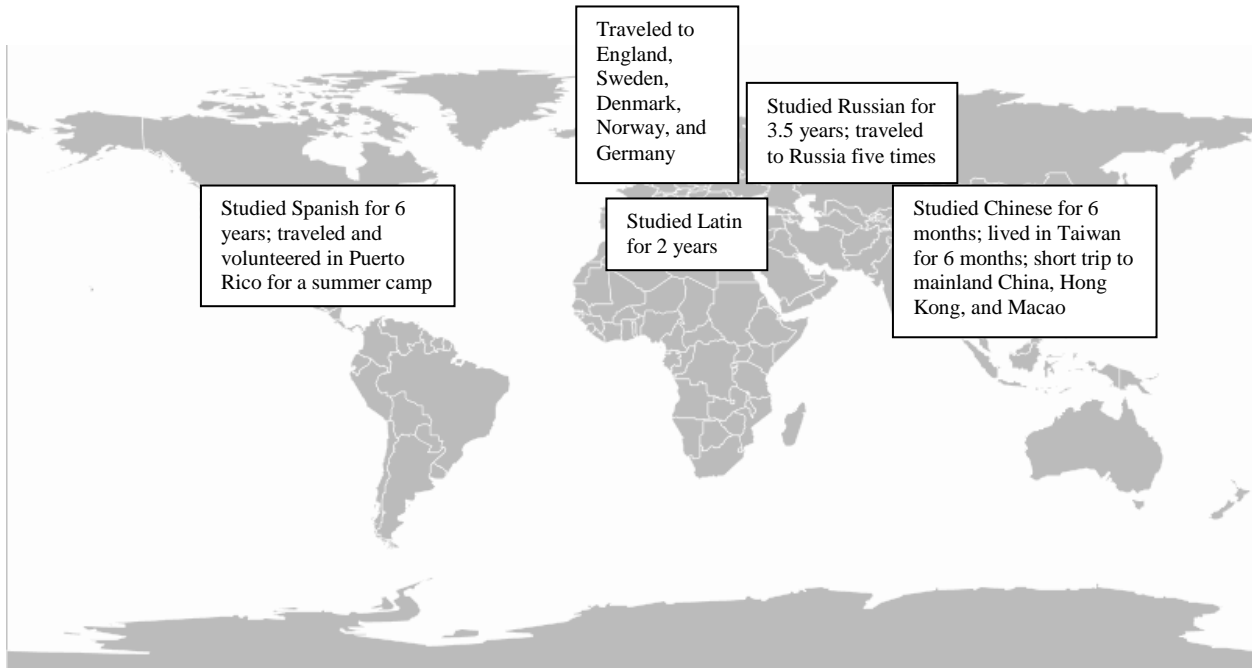 Traveled to
England,
Sweden,
Denmark,
Norway, and
Germany
Studied Russian for
3.5 years; traveled
to Russia five times
Studied Spanish for 6
years; traveled and
volunteered in Puerto
Rico for a summer camp
Studied Latin
for 2 years
Studied Chinese for 6
months; lived in Taiwan
for 6 months; short trip to
mainland China, Hong
Kong, and Macao